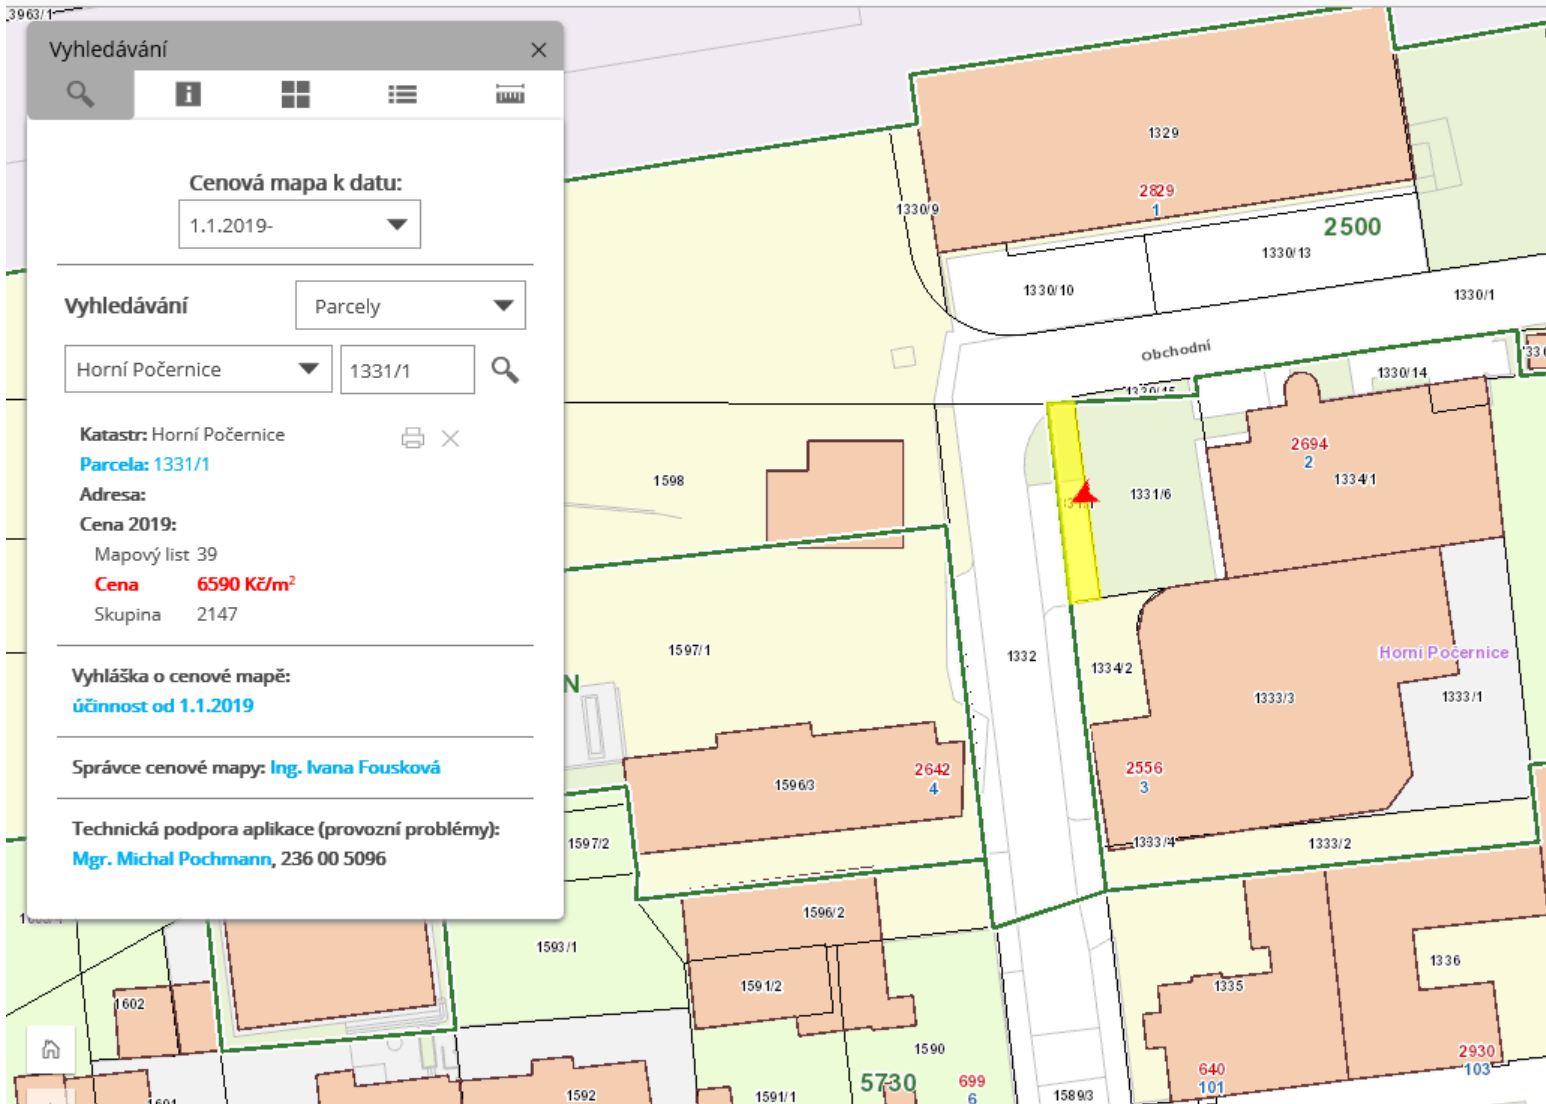 3963/1
Vyhledávání
Cenová mapa k datu:
1.1.2019-
Vyhledávání
Parcely
Horní Počernice
1331/1
Katastr: Horní Počernice
Parcela: 1331/1
Adresa:
Cena 2019:
Mapový list 39
Cena 6590 Kč/m²
Skupina 2147
Vyhláška o cenové mapě:
účinnost od 1.1.2019
Správce cenové mapy: Ing. Ivana Fousková
Technická podpora aplikace (provozní problémy):
Mgr. Michal Pochmann, 236 00 5096
1329
2829
1
1330/9
2500
1330/13
1330/10
1330/1
Obchodní
1330/14
1330/15
2694
2
1334/1
1598
1331/6
1597/1
1332
1334/2
Horní Počernice
N
1333/3
1333/1
2642
4
1596/3
2556
3
1597/2
1333/4
1333/2
1596/2
1593/1
1336
1591/2
1335
1602
1590
2930
103
5730
699
6
640
101
1592
1591/1
1589/3
1601